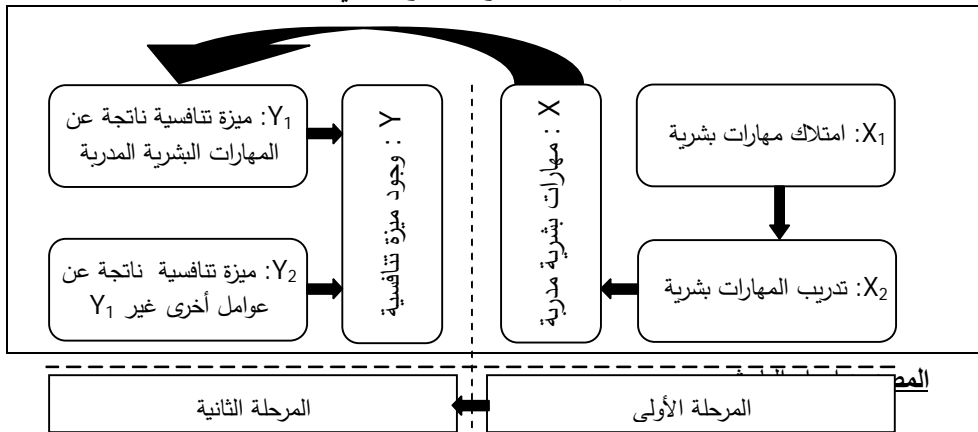 X₁: امتلاك مهارات بشرية
X₂: تدريب المهارات بشرية
X : مهارات بشرية مدربة
Y : وجود ميزة تنافسية
Y₁: ميزة تنافسية ناتجة عن
المهارات البشرية المدربة
Y₂: ميزة تنافسية ناتجة عن
عوامل أخرى غير Y₁
المرحلة الأولى
المرحلة الثانية